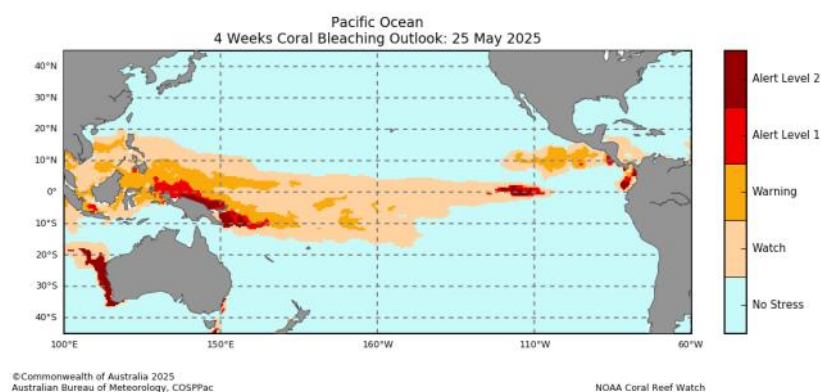 Pacific Ocean
4 Weeks Coral Bleaching Outlook: 25 May 2025
40°N
30°N
20°N
10°N
0°
10°S
20°S
30°S
40°S
100°E
150°E
160°W
110°W
60°W
Alert Level 2
Alert Level 1
Warning
Watch
No Stress
©Commonwealth of Australia 2025
Australian Bureau of Meteorology, COSPPac
NOAA Coral Reef Watch